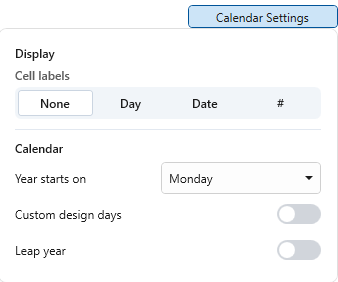 Calendar Settings
Display
Cell labels
None Day Date #
Calendar
Year starts on Monday
Custom design days
Leap year